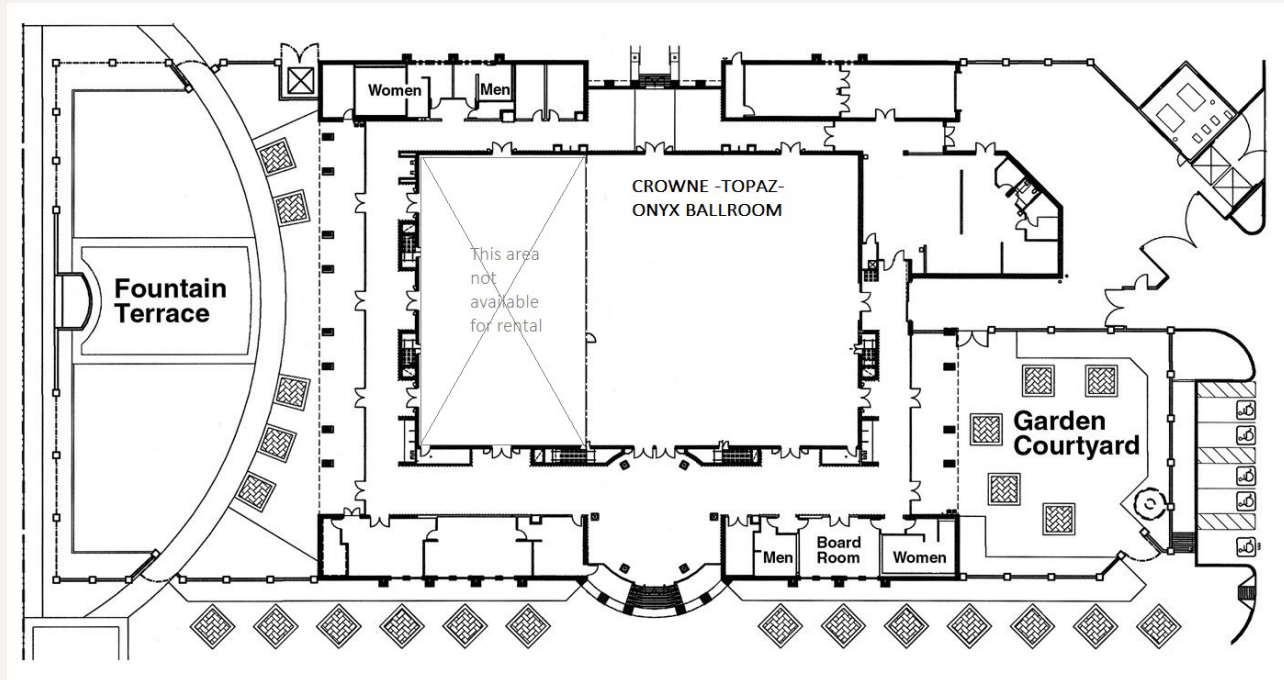 Women
Men
CROWNE -TOPAZ-
ONYX BALLROOM
This area
not
available
for rental
Fountain
Terrace
Garden
Courtyard
Men
Board
Room
Women